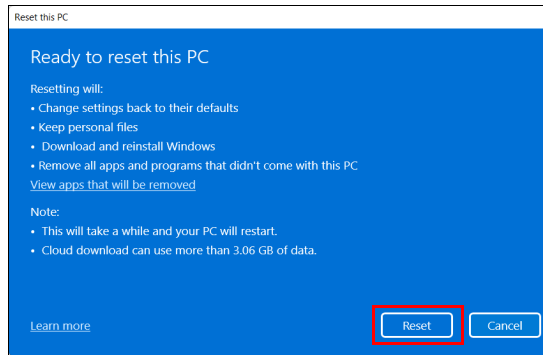 Reset this PC
Ready to reset this PC
Resetting will:
• Change settings back to their defaults
• Keep personal files
• Download and reinstall Windows
• Remove all apps and programs that didn't come with this PC
View apps that will be removed
Note:
• This will take a while and your PC will restart.
• Cloud download can use more than 3.06 GB of data.
Learn more
Reset
Cancel